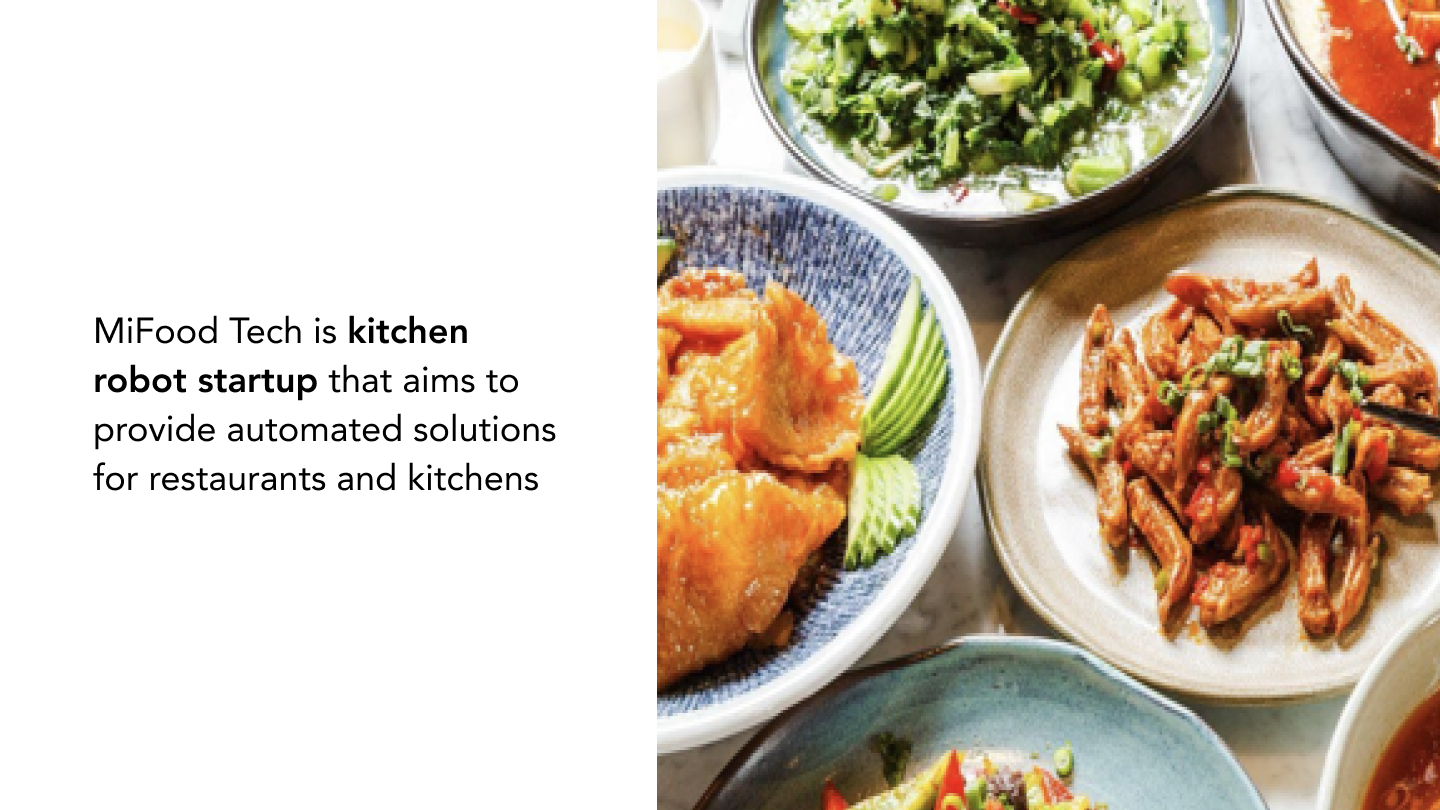 MiFood Tech is kitchen
robot startup that aims to
provide automated solutions
for restaurants and kitchens